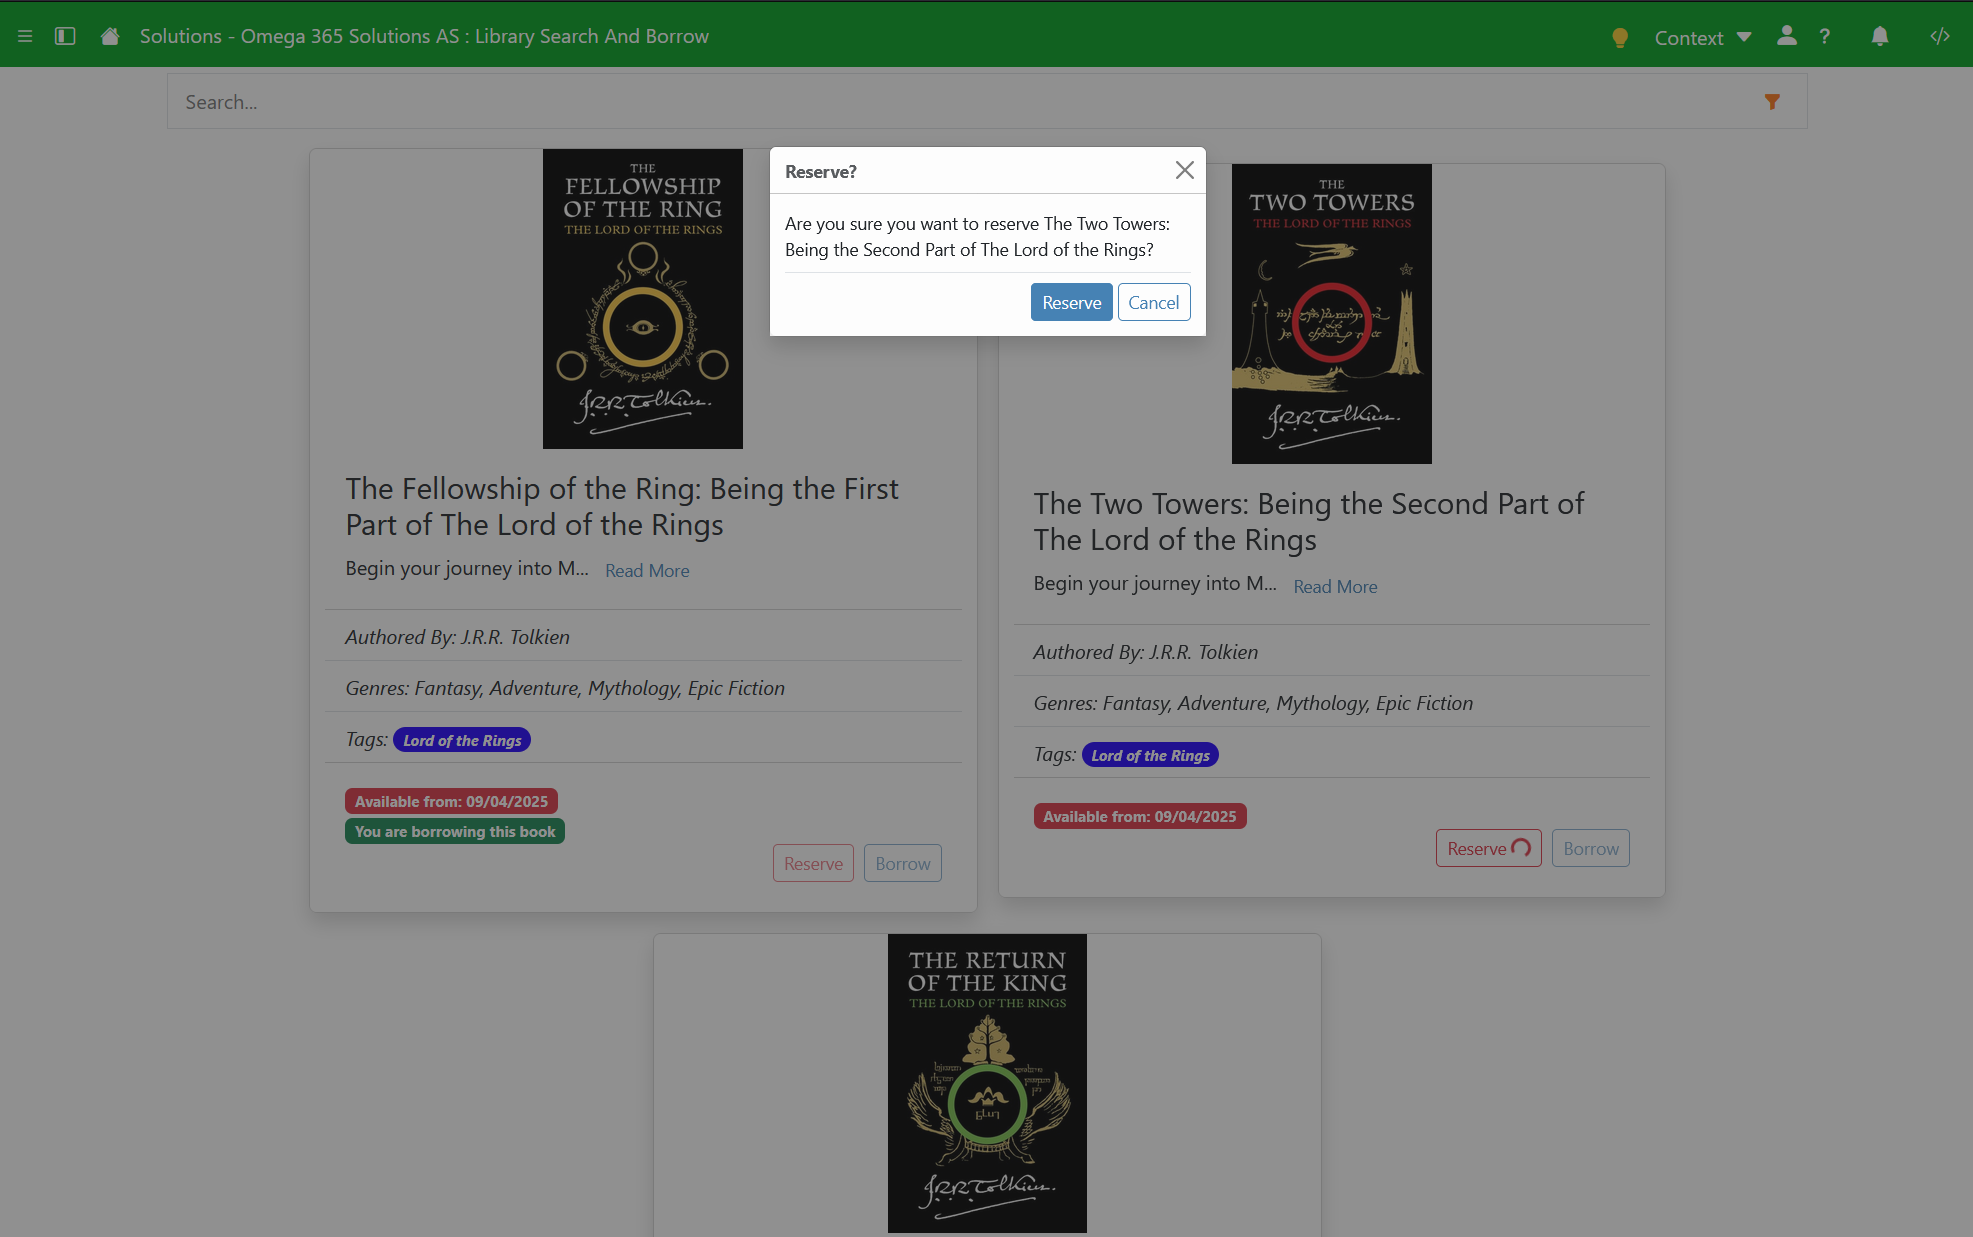 Solutions - Omega 365 Solutions AS : Library Search And Borrow
Context
?
</>
Search...
Reserve?
Are you sure you want to reserve The Two Towers:
Being the Second Part of The Lord of the Rings?
Reserve
Cancel
THE
FELLOWSHIP
OF THE RING
THE LORD OF THE RINGS
J.R.R. Tolkien.
The Fellowship of the Ring: Being the First
Part of The Lord of the Rings
Begin your journey into M... Read More
Authored By: J.R.R. Tolkien
Genres: Fantasy, Adventure, Mythology, Epic Fiction
Tags: Lord of the Rings
Available from: 09/04/2025
You are borrowing this book
Reserve
Borrow
THE
TWO TOWERS
THE LORD OF THE RINGS
J.R.R. Tolkien.
The Two Towers: Being the Second Part of
The Lord of the Rings
Begin your journey into M... Read More
Authored By: J.R.R. Tolkien
Genres: Fantasy, Adventure, Mythology, Epic Fiction
Tags: Lord of the Rings
Available from: 09/04/2025
Reserve
Borrow
THE RETURN
OF THE KING
THE LORD OF THE RINGS
J.R.R. Tolkien.